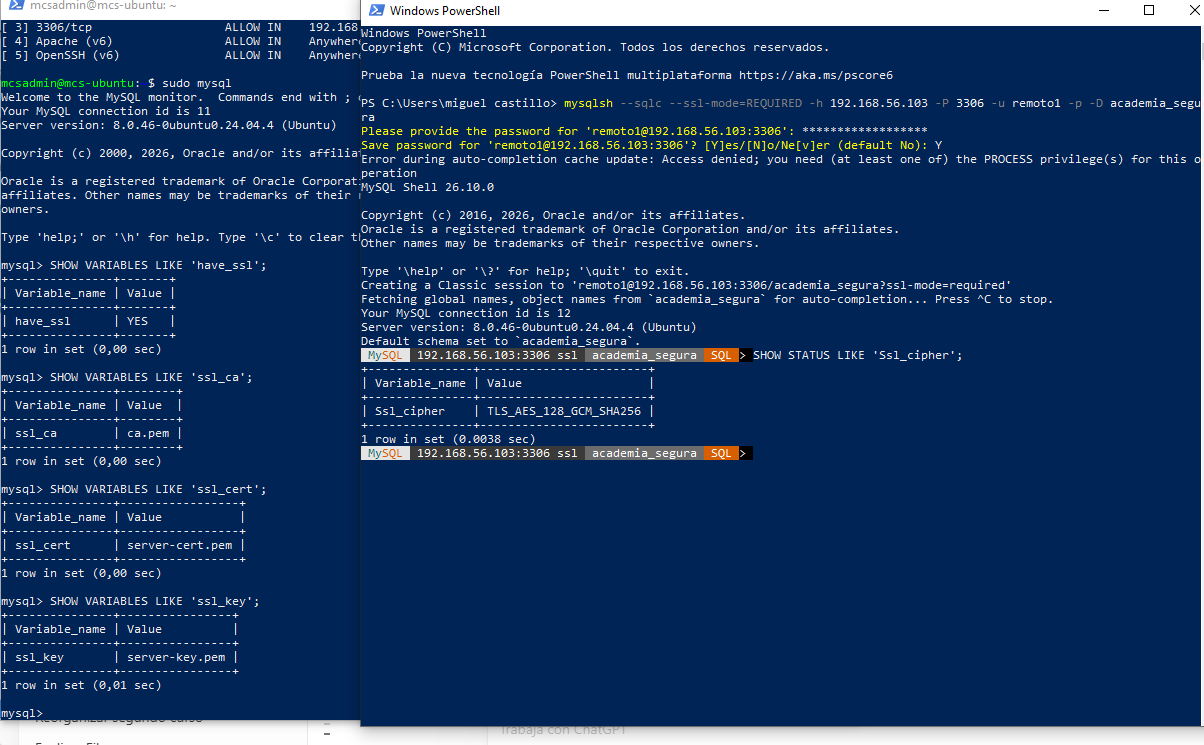 mcsadmin@mcs-ubuntu: ~
[ 3] 3306/tcp                   ALLOW IN    192.168
[ 4] Apache (v6)                ALLOW IN    Anywher
[ 5] OpenSSH (v6)               ALLOW IN    Anywher
mcsadmin@mcs-ubuntu: $ sudo mysql
Welcome to the MySQL monitor.  Commands end with ;
Your MySQL connection id is 11
Server version: 8.0.46-0ubuntu0.24.04.4 (Ubuntu)
Copyright (c) 2000, 2026, Oracle and/or its affiliat
Oracle is a registered trademark of Oracle Corporati
affiliates. Other names may be trademarks of their
owners.
Type 'help;' or '\h' for help. Type '\c' to clear th
mysql> SHOW VARIABLES LIKE 'have_ssl';
+---------------+-------+
| Variable_name | Value |
+---------------+-------+
| have_ssl      | YES   |
+---------------+-------+
1 row in set (0,00 sec)
mysql> SHOW VARIABLES LIKE 'ssl_ca';
+---------------+--------+
| Variable_name | Value  |
+---------------+--------+
| ssl_ca        | ca.pem |
+---------------+--------+
1 row in set (0,00 sec)
mysql> SHOW VARIABLES LIKE 'ssl_cert';
+---------------+-----------------+
| Variable_name | Value           |
+---------------+-----------------+
| ssl_cert      | server-cert.pem |
+---------------+-----------------+
1 row in set (0,00 sec)
mysql> SHOW VARIABLES LIKE 'ssl_key';
+---------------+----------------+
| Variable_name | Value          |
+---------------+----------------+
| ssl_key       | server-key.pem |
+---------------+----------------+
1 row in set (0,01 sec)
mysql>
Windows PowerShell
Windows PowerShell
Copyright (C) Microsoft Corporation. Todos los derechos reservados.
Prueba la nueva tecnología PowerShell multiplataforma https://aka.ms/pscore6
PS C:\Users\miguel castillo> mysqlsh --sqlc --ssl-mode=REQUIRED -h 192.168.56.103 -P 3306 -u remoto1 -p -D academia_segu
ra
Please provide the password for 'remoto1@192.168.56.103:3306': ******************
Save password for 'remoto1@192.168.56.103:3306'? [Y]es/[N]o/Ne[v]er (default No): Y
Error during auto-completion cache update: Access denied; you need (at least one of) the PROCESS privilege(s) for this o
peration
MySQL Shell 26.10.0
Copyright (c) 2016, 2026, Oracle and/or its affiliates.
Oracle is a registered trademark of Oracle Corporation and/or its affiliates.
Other names may be trademarks of their respective owners.
Type '\help' or '\?' for help; '\quit' to exit.
Creating a Classic session to 'remoto1@192.168.56.103:3306/academia_segura?ssl-mode=required'
Fetching global names, object names from `academia_segura` for auto-completion... Press ^C to stop.
Your MySQL connection id is 12
Server version: 8.0.46-0ubuntu0.24.04.4 (Ubuntu)
Default schema set to `academia_segura`.
MySQL  192.168.56.103:3306 ssl  academia_segura  SQL > SHOW STATUS LIKE 'Ssl_cipher';
+---------------+------------------------+
| Variable_name | Value                  |
+---------------+------------------------+
| Ssl_cipher    | TLS_AES_128_GCM_SHA256 |
+---------------+------------------------+
1 row in set (0.0038 sec)
MySQL  192.168.56.103:3306 ssl  academia_segura  SQL >
Trabaja con ChatGPT